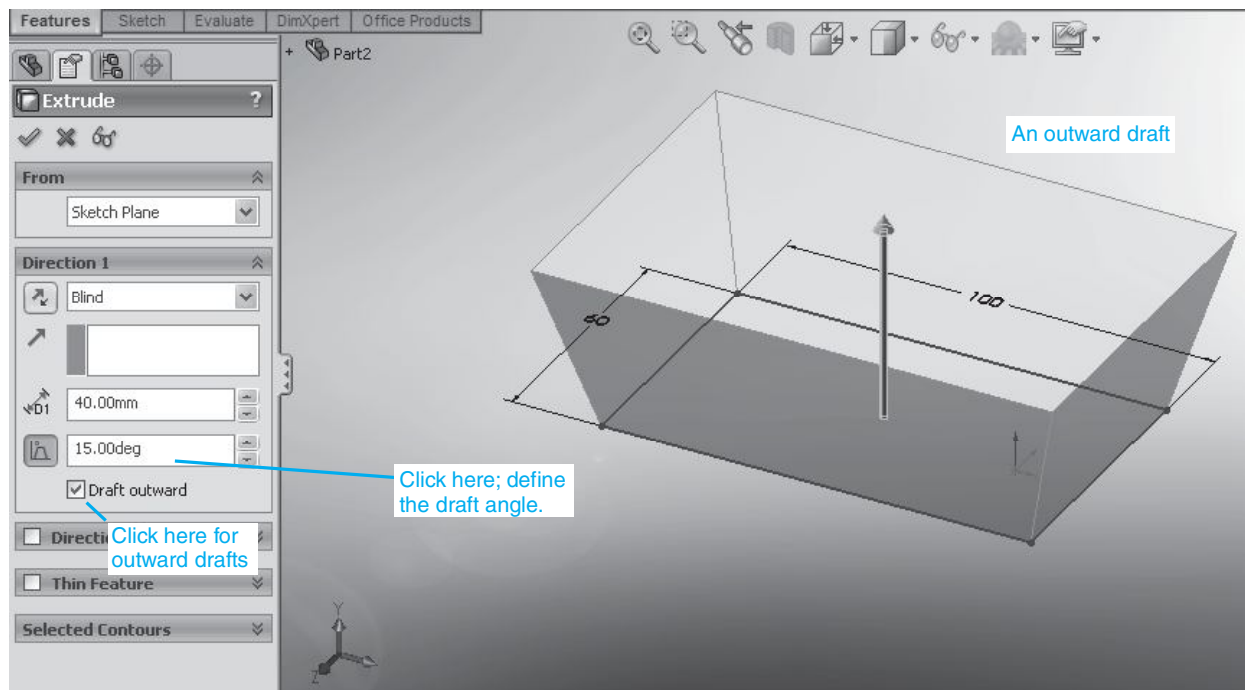 Features Sketch Evaluate DimXpert Office Products
+ Part2
Extrude ?
From
Sketch Plane
Direction 1
Blind
D1 40.00mm
15.00deg
Draft outward
Click here for
outward drafts
Thin Feature
Selected Contours
Click here; define
the draft angle.
An outward draft
60
100
Y
Z